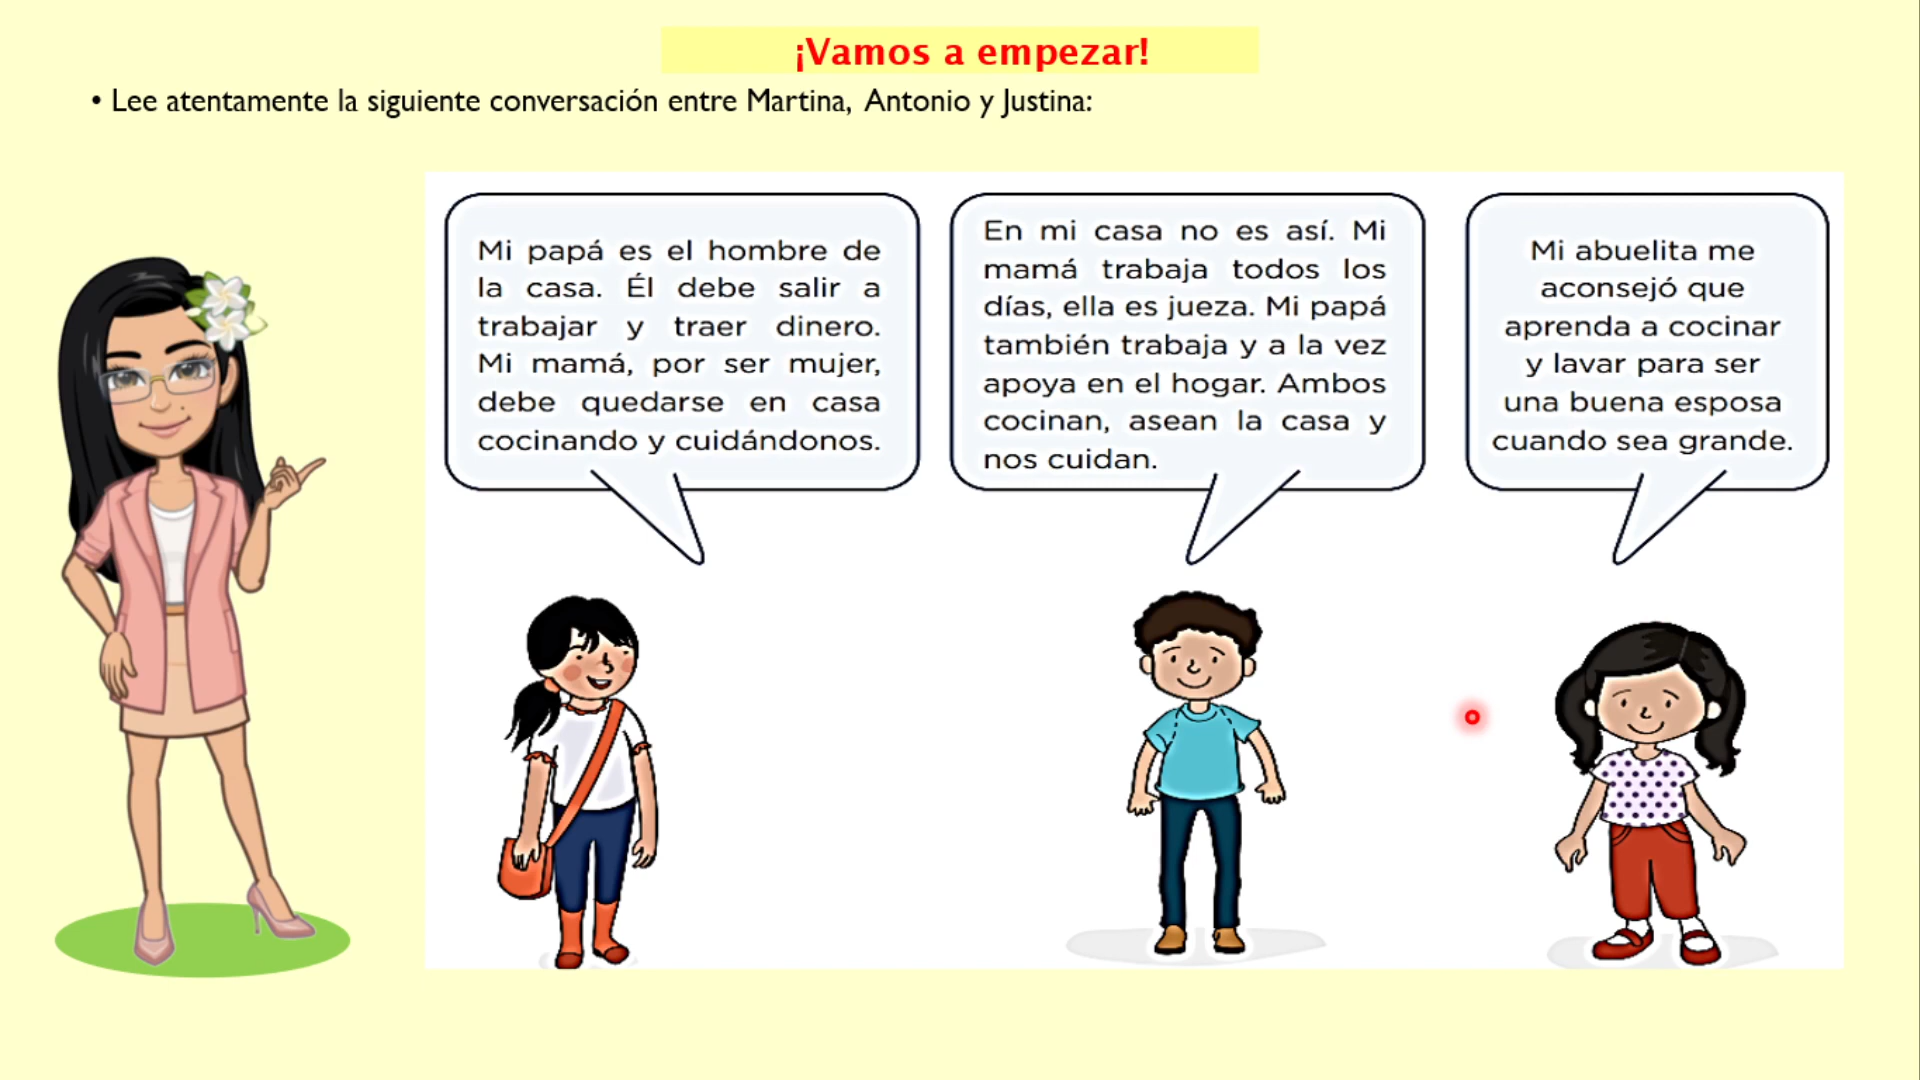 ¡Vamos a empezar!
• Lee atentamente la siguiente conversación entre Martina, Antonio y Justina:
Mi papá es el hombre de
la casa. Él debe salir a
trabajar y traer dinero.
Mi mamá, por ser mujer,
debe quedarse en casa
cocinando y cuidándonos.
En mi casa no es así. Mi
mamá trabaja todos los
días, ella es jueza. Mi papá
también trabaja y a la vez
apoya en el hogar. Ambos
cocinan, asean la casa y
nos cuidan.
Mi abuelita me
aconsejó que
aprenda a cocinar
y lavar para ser
una buena esposa
cuando sea grande.